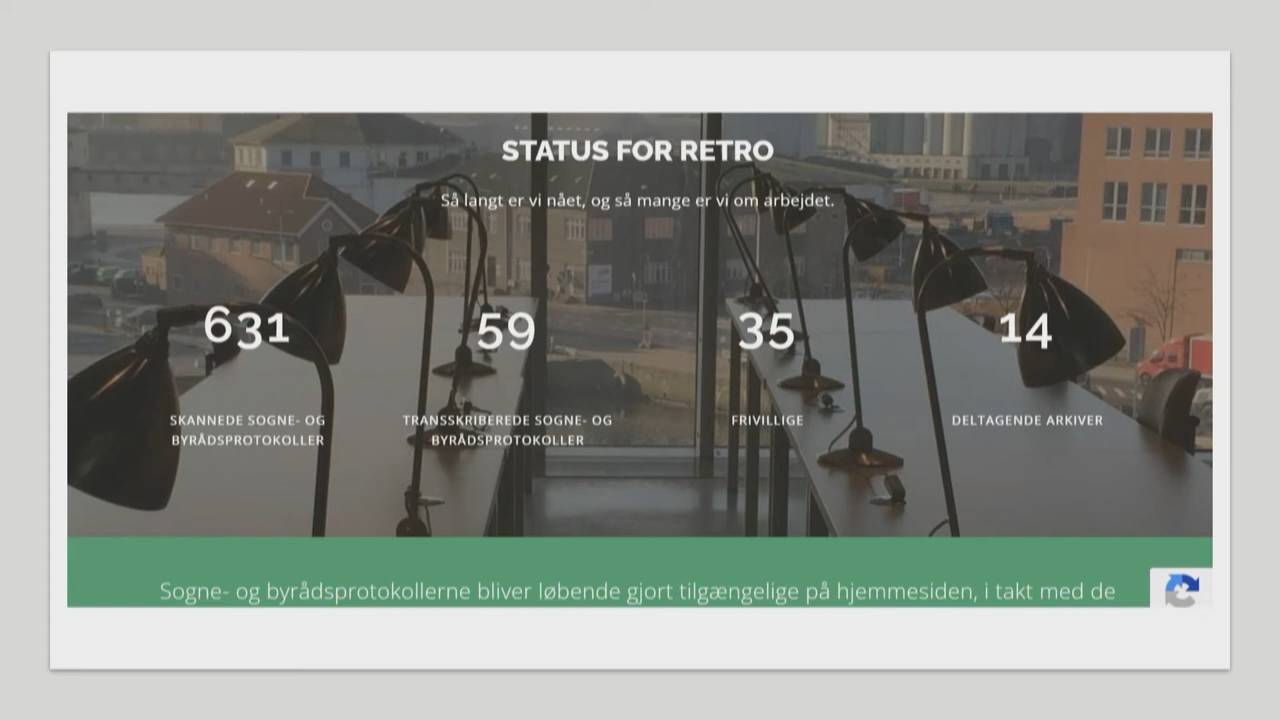 STATUS FOR RETRO
Så langt er vi nået, og så mange er vi om arbejdet.
631
59
35
14
SKANNEDE SOGNE- OG
BYRÅDSPROTOKOLLER
TRANSSKRIBEREDE SOGNE- OG
BYRÅDSPROTOKOLLER
FRIVILLIGE
DELTAGENDE ARKIVER
Sogne- og byrådsprotokollerne bliver løbende gjort tilgængelige på hjemmesiden, i takt med de